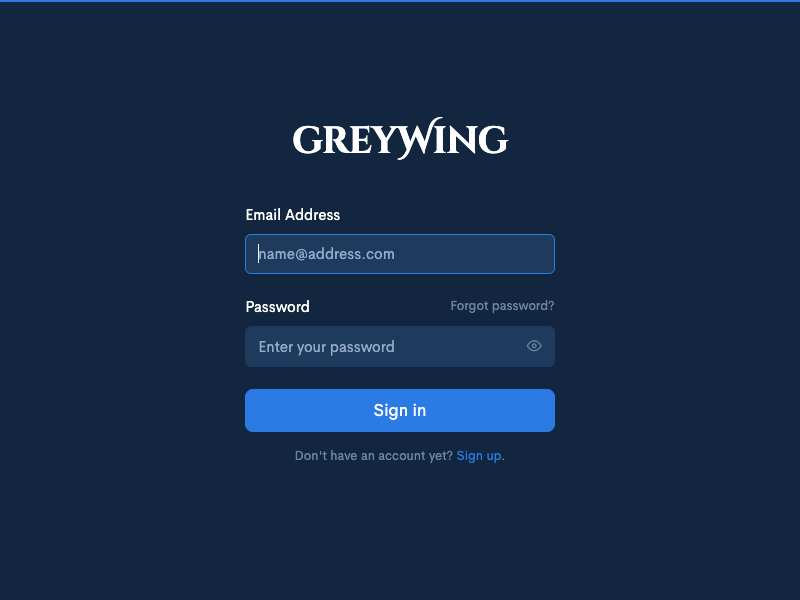 GREYWING
Email Address
name@address.com
Password Forgot password?
Enter your password
Sign in
Don't have an account yet? Sign up.